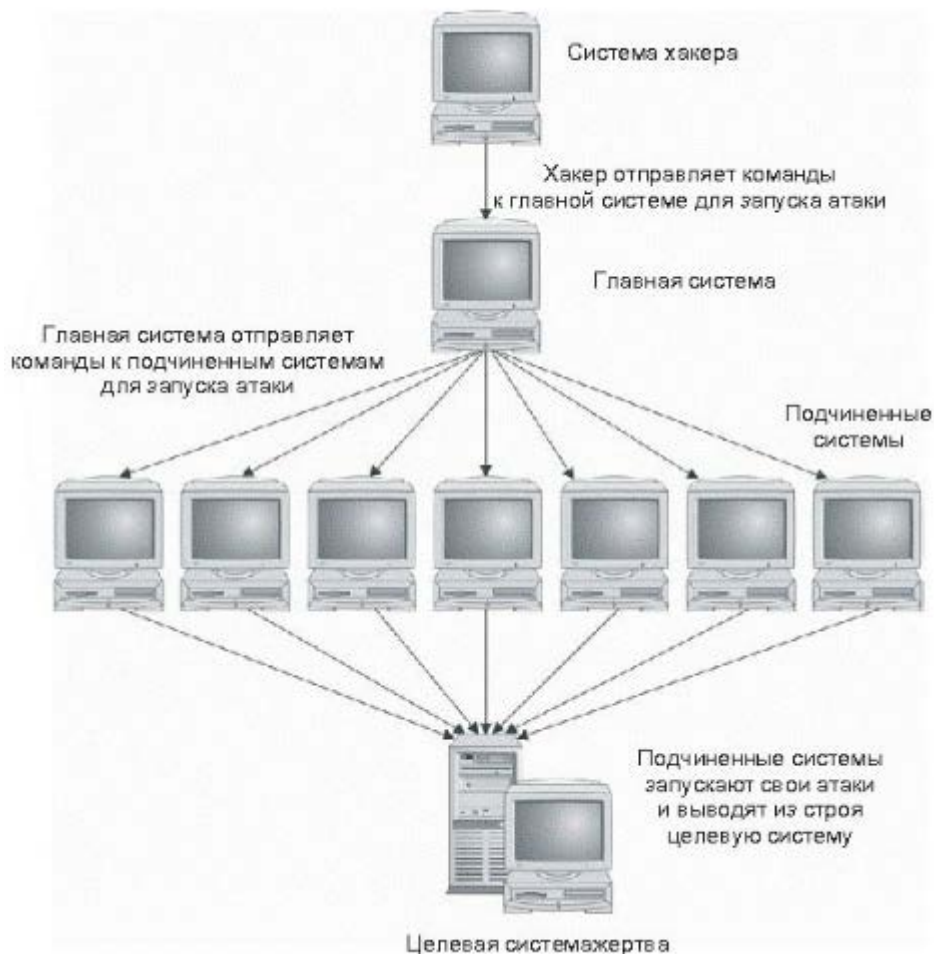 Система хакера
Хакер отправляет команды
к главной системе для запуска атаки
Главная система
Главная система отправляет
команды к подчиненным системам
для запуска атаки
Подчиненные
системы
Подчиненные системы
запускают свои атаки
и выводят из строя
целевую систему
Целевая системажертва